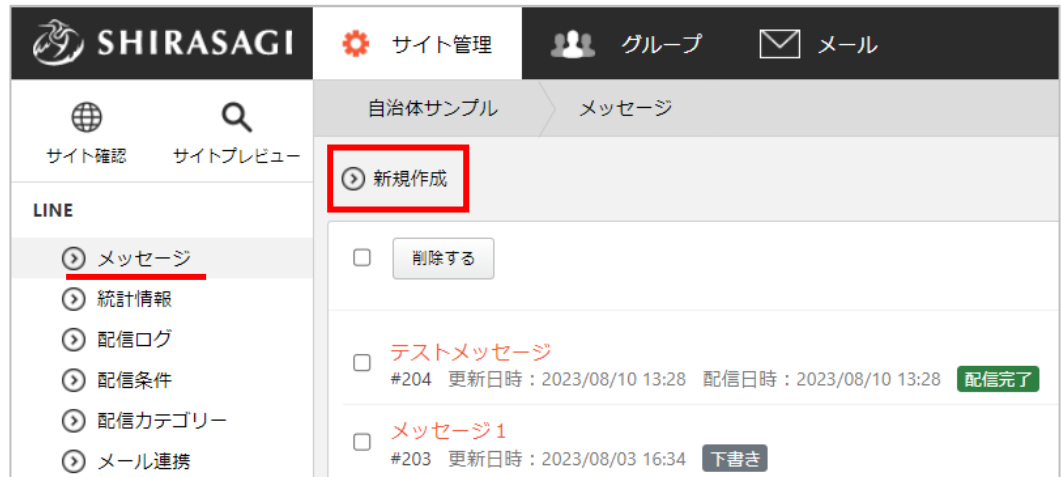 SHIRASAGI サイト管理 グループ メール
サイト確認 サイトプレビュー
自治体サンプル メッセージ
新規作成
LINE
メッセージ
統計情報
配信ログ
配信条件
配信カテゴリー
メール連携
削除する
テストメッセージ
#204 更新日時：2023/08/10 13:28 配信日時：2023/08/10 13:28 配信完了
メッセージ１
#203 更新日時：2023/08/03 16:34 下書き